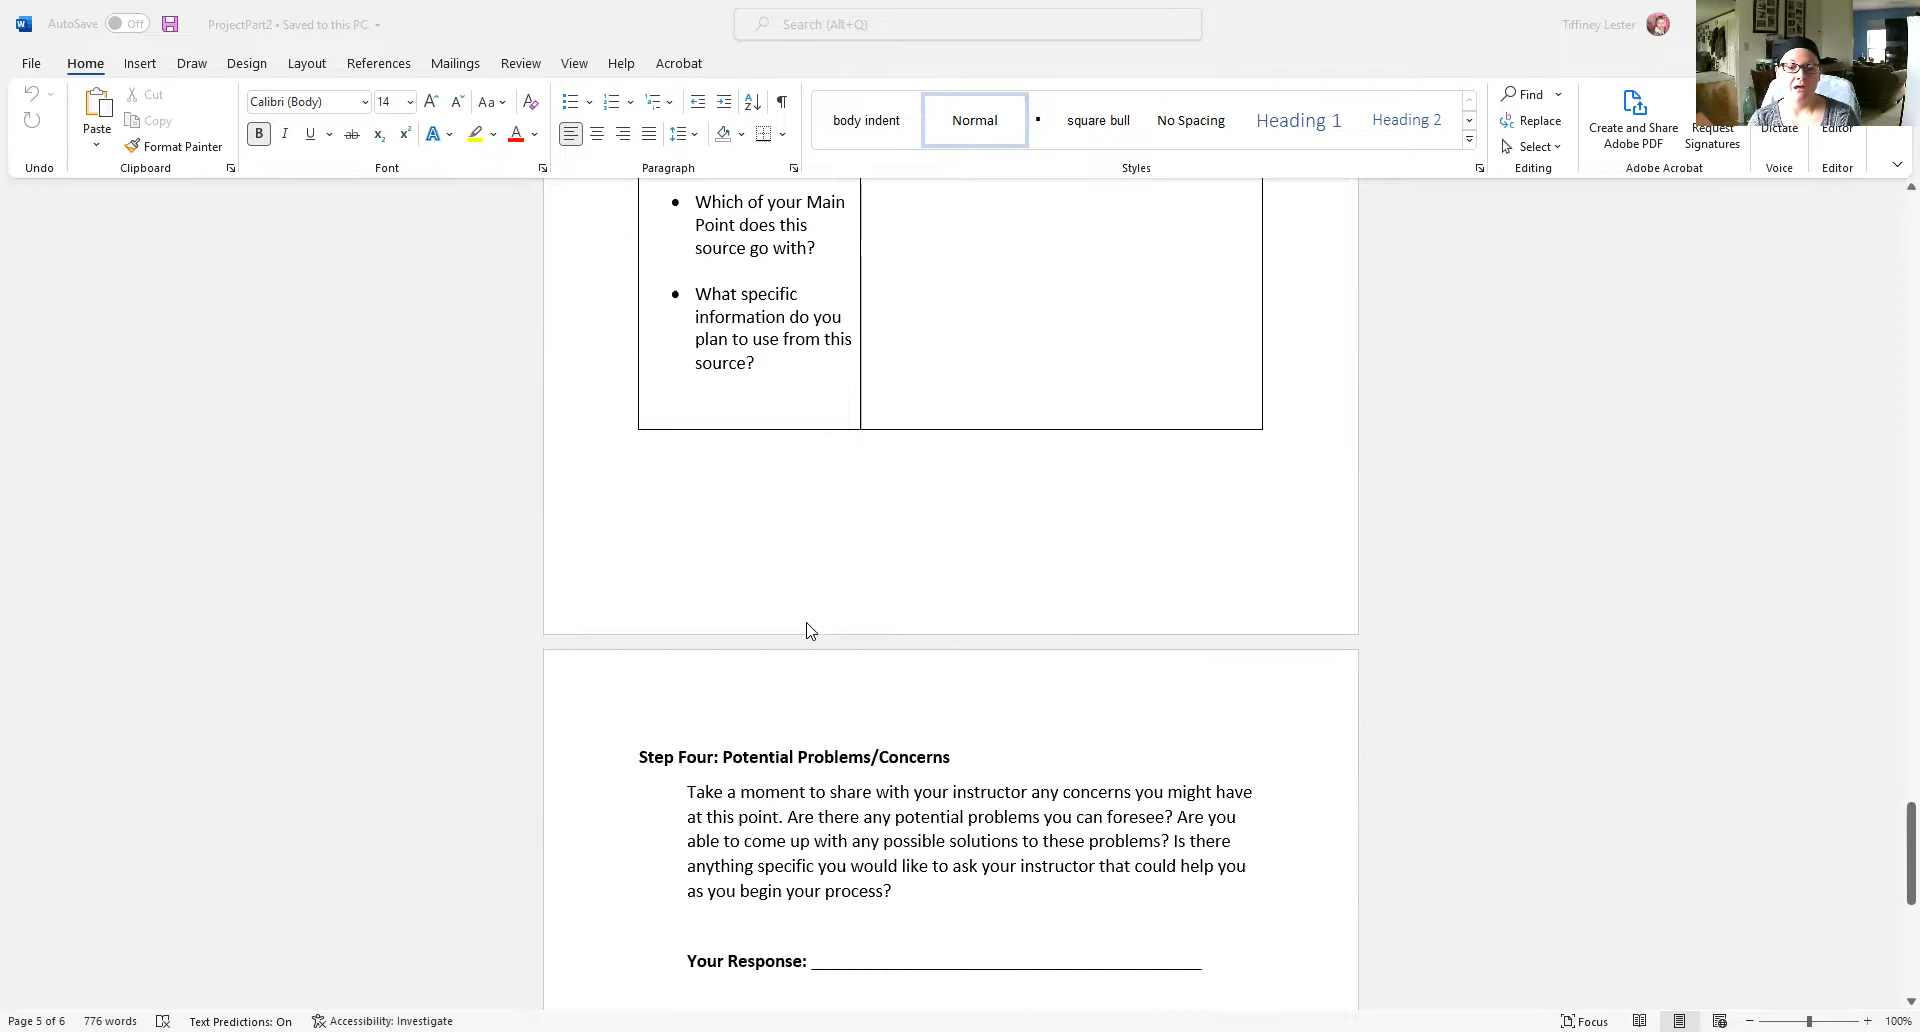 AutoSave Off ProjectPart2 • Saved to this PC Search (Alt+Q) Tiffiney Lester
File Home Insert Draw Design Layout References Mailings Review View Help Acrobat
Calibri (Body) 14 Aa
Cut
Copy
Paste
Format Painter
body indent Normal square bull No Spacing Heading 1 Heading 2
Find
Replace
Select
Create and Share Adobe PDF
Request Signatures
Dictate
Editor
Undo Clipboard Font Paragraph Styles Editing Adobe Acrobat Voice Editor
• Which of your Main
Point does this
source go with?
• What specific
information do you
plan to use from this
source?
Step Four: Potential Problems/Concerns
Take a moment to share with your instructor any concerns you might have
at this point. Are there any potential problems you can foresee? Are you
able to come up with any possible solutions to these problems? Is there
anything specific you would like to ask your instructor that could help you
as you begin your process?
Your Response: ______________________________________
Page 5 of 6 776 words Text Predictions: On Accessibility: Investigate Focus 100%